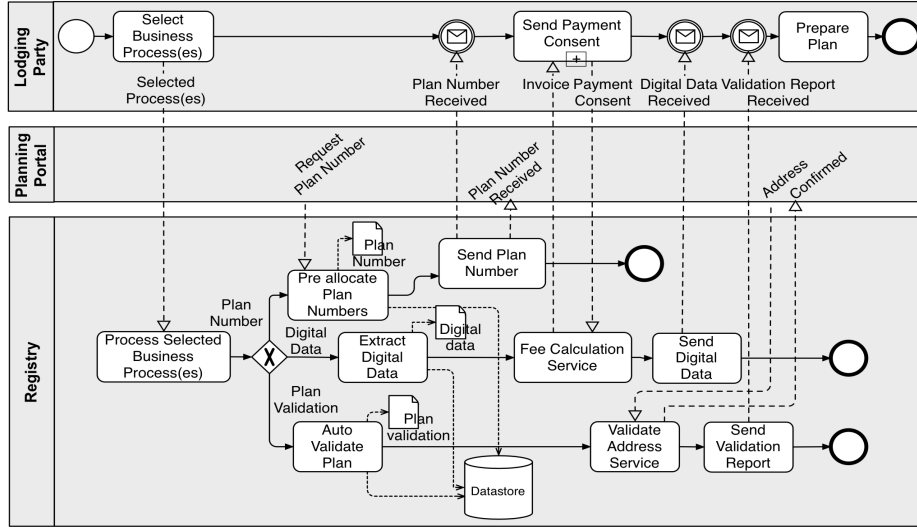 Lodging
Party
Select
Business
Process(es)
Send Payment
Consent
+
Prepare
Plan
Selected
Process(es)
Plan Number
Received
Invoice Payment
Consent
Digital Data
Received
Validation Report
Received
Planning
Portal
Request
Plan Number
Plan Number
Received
Address
Confirmed
Registry
Plan
Number
Send Plan
Number
Pre allocate
Plan
Numbers
Plan
Number
Process Selected
Business
Process(es)
X
Digital
Data
Extract
Digital
Data
Digital
data
Fee Calculation
Service
Send
Digital
Data
Plan
Validation
Plan
validation
Auto
Validate
Plan
Validate
Address
Service
Send
Validation
Report
Datastore